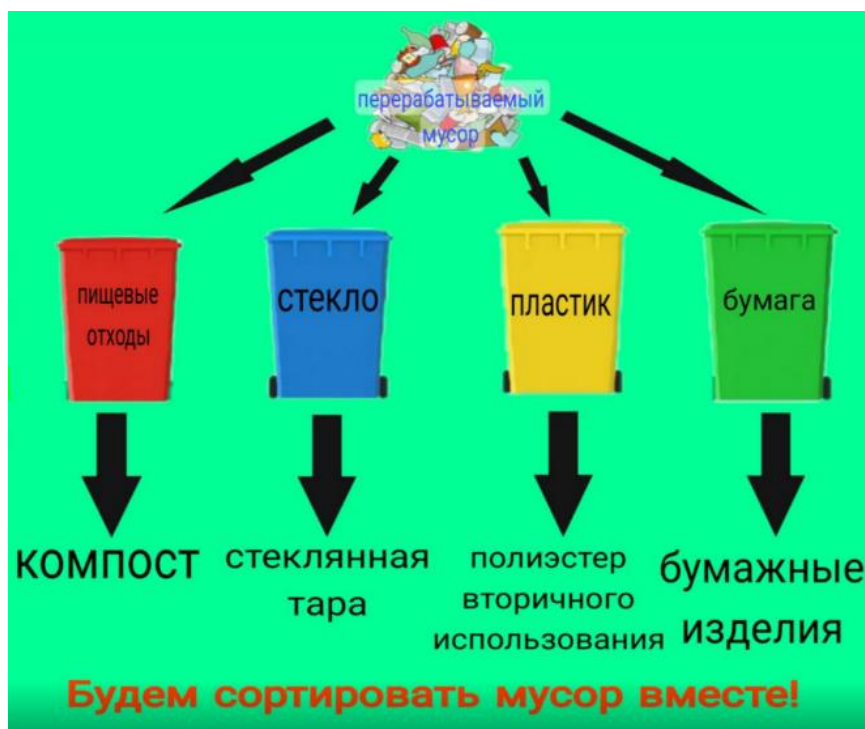 перерабатываемый
мусор
пищевые
отходы
стекло
пластик
бумага
компост
стеклянная
тара
полиэстер
вторичного
использования
бумажные
изделия
Будем сортировать мусор вместе!